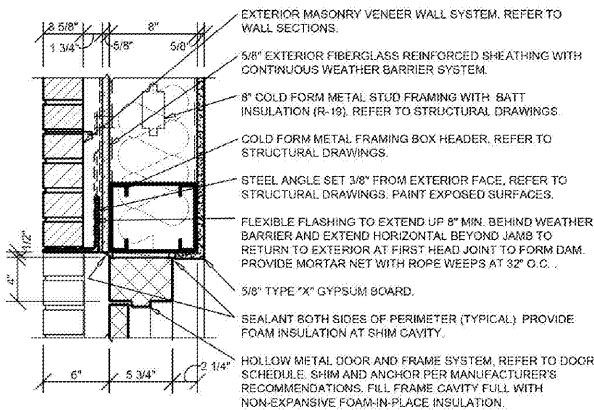 3 5/8"
8"
1 3/4"
5/8"
5/8"
EXTERIOR MASONRY VENEER WALL SYSTEM. REFER TO
WALL SECTIONS.
5/8" EXTERIOR FIBERGLASS REINFORCED SHEATHING WITH
CONTINUOUS WEATHER BARRIER SYSTEM.
8" COLD FORM METAL STUD FRAMING WITH BATT
INSULATION (R-19). REFER TO STRUCTURAL DRAWINGS.
COLD FORM METAL FRAMING BOX HEADER. REFER TO
STRUCTURAL DRAWINGS.
STEEL ANGLE SET 3/8" FROM EXTERIOR FACE, REFER TO
STRUCTURAL DRAWINGS. PAINT EXPOSED SURFACES.
FLEXIBLE FLASHING TO EXTEND UP 8" MIN. BEHIND WEATHER
BARRIER AND EXTEND HORIZONTAL BEYOND JAMB TO
RETURN TO EXTERIOR AT FIRST HEAD JOINT TO FORM DAM.
PROVIDE MORTAR NET WITH ROPE WEEPS AT 32" O.C. .
1/2"
4"
5/8" TYPE "X" GYPSUM BOARD.
SEALANT BOTH SIDES OF PERIMETER (TYPICAL). PROVIDE
FOAM INSULATION AT SHIM CAVITY.
HOLLOW METAL DOOR AND FRAME SYSTEM, REFER TO DOOR
SCHEDULE. SHIM AND ANCHOR PER MANUFACTURER'S
RECOMMENDATIONS. FILL FRAME CAVITY FULL WITH
NON-EXPANSIVE FOAM-IN-PLACE INSULATION.
6"
5 3/4"
2 1/4"